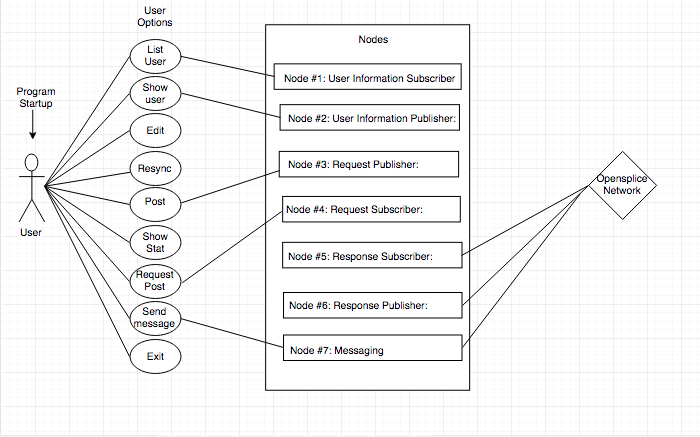 User
Options
Program
Startup
User
List
User
Show
user
Edit
Resync
Post
Show
Stat
Request
Post
Send
message
Exit
Nodes
Node #1: User Information Subscriber
Node #2: User Information Publisher:
Node #3: Request Publisher:
Node #4: Request Subscriber:
Node #5: Response Subscriber:
Node #6: Response Publisher:
Node #7: Messaging
Opensplice
Network